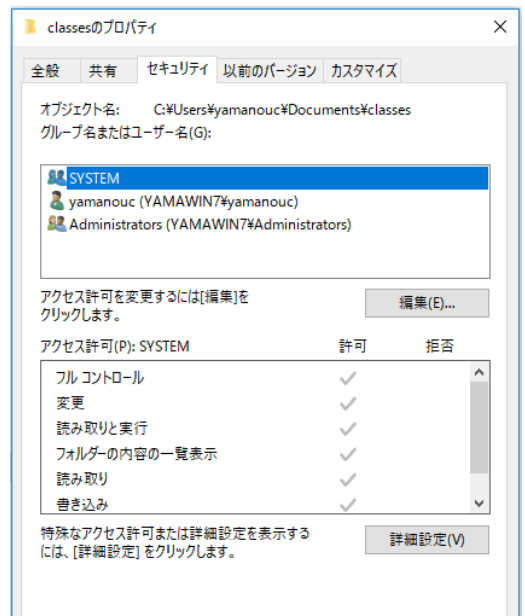 classesのプロパティ
全般 共有 セキュリティ 以前のバージョン カスタマイズ
オブジェクト名: C:¥Users¥yamanouc¥Documents¥classes
グループ名またはユーザー名(G):
SYSTEM
yamanouc (YAMAWIN7¥yamanouc)
Administrators (YAMAWIN7¥Administrators)
アクセス許可を変更するには[編集]を
クリックします。
編集(E)...
アクセス許可(P): SYSTEM 許可 拒否
フル コントロール
変更
読み取りと実行
フォルダーの内容の一覧表示
読み取り
書き込み
特殊なアクセス許可または詳細設定を表示する
には、[詳細設定] をクリックします。
詳細設定(V)